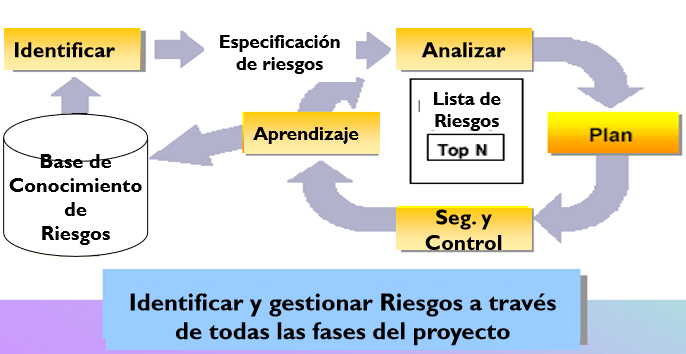 Identificar
Especificación
de riesgos
Analizar
Lista de
Riesgos
Top N
Plan
Aprendizaje
Base de
Conocimiento
de
Riesgos
Seg. y
Control
Identificar y gestionar Riesgos a través
de todas las fases del proyecto